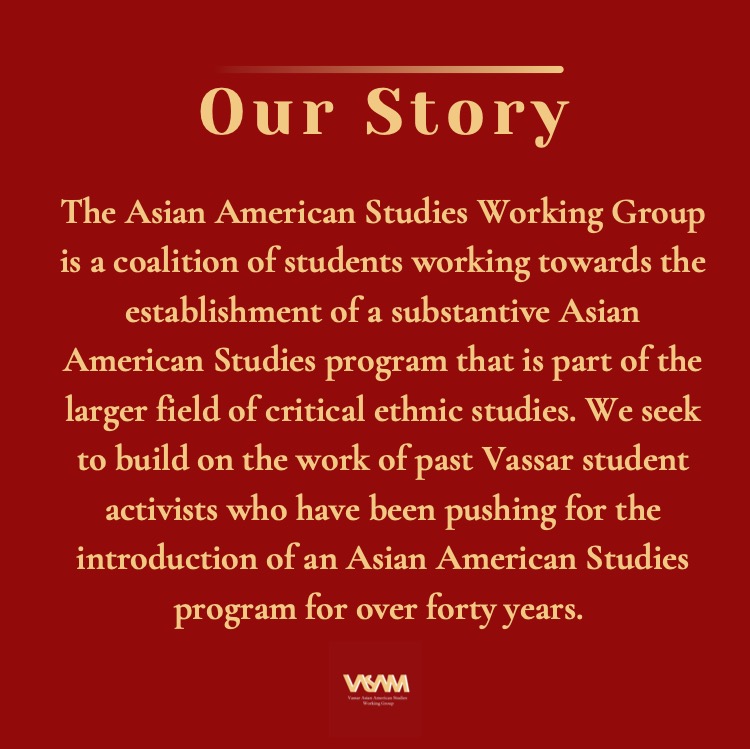 Our Story
The Asian American Studies Working Group
is a coalition of students working towards the
establishment of a substantive Asian
American Studies program that is part of the
larger field of critical ethnic studies. We seek
to build on the work of past Vassar student
activists who have been pushing for the
introduction of an Asian American Studies
program for over forty years.
VASAM
Vassar Asian American Studies
Working Group